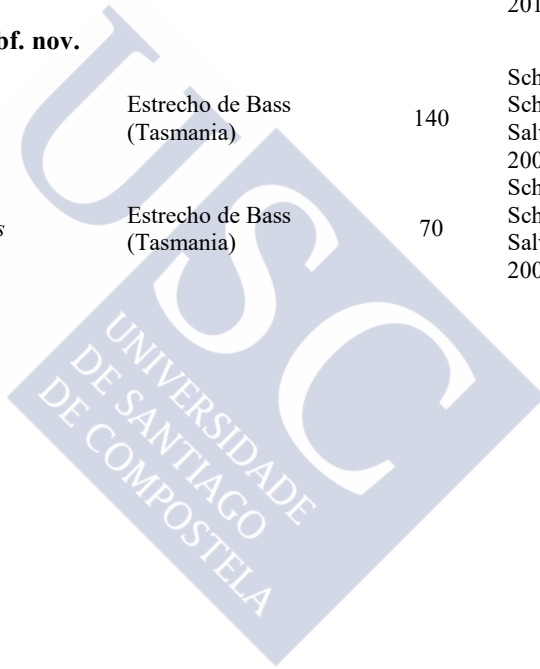 201
bf. nov.
Estrecho de Bass
(Tasmania)
140
Sch
Sch
Sal
200
s
Estrecho de Bass
(Tasmania)
70
Sch
Sch
Sal
200
USC
UNIVERSIDADE
DE SANTIAGO
DE COMPOSTELA